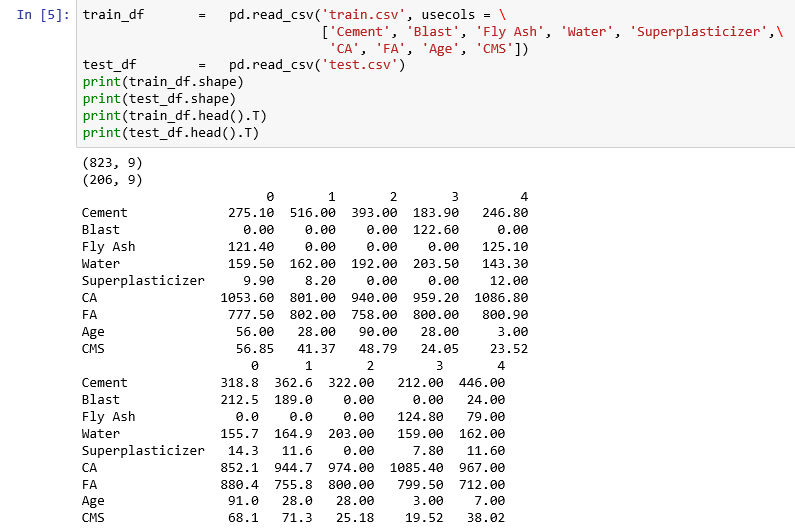 In [5]: train_df = pd.read_csv('train.csv', usecols = \
['Cement', 'Blast', 'Fly Ash', 'Water', 'Superplasticizer',\
'CA', 'FA', 'Age', 'CMS'])
test_df = pd.read_csv('test.csv')
print(train_df.shape)
print(test_df.shape)
print(train_df.head().T)
print(test_df.head().T)
(823, 9)
(206, 9)
0 1 2 3 4
Cement 275.10 516.00 393.00 183.90 246.80
Blast 0.00 0.00 0.00 122.60 0.00
Fly Ash 121.40 0.00 0.00 0.00 125.10
Water 159.50 162.00 192.00 203.50 143.30
Superplasticizer 9.90 8.20 0.00 0.00 12.00
CA 1053.60 801.00 940.00 959.20 1086.80
FA 777.50 802.00 758.00 800.00 800.90
Age 56.00 28.00 90.00 28.00 3.00
CMS 56.85 41.37 48.79 24.05 23.52
0 1 2 3 4
Cement 318.8 362.6 322.00 212.00 446.00
Blast 212.5 189.0 0.00 0.00 24.00
Fly Ash 0.0 0.0 0.00 124.80 79.00
Water 155.7 164.9 203.00 159.00 162.00
Superplasticizer 14.3 11.6 0.00 7.80 11.60
CA 852.1 944.7 974.00 1085.40 967.00
FA 880.4 755.8 800.00 799.50 712.00
Age 91.0 28.0 28.00 3.00 7.00
CMS 68.1 71.3 25.18 19.52 38.02